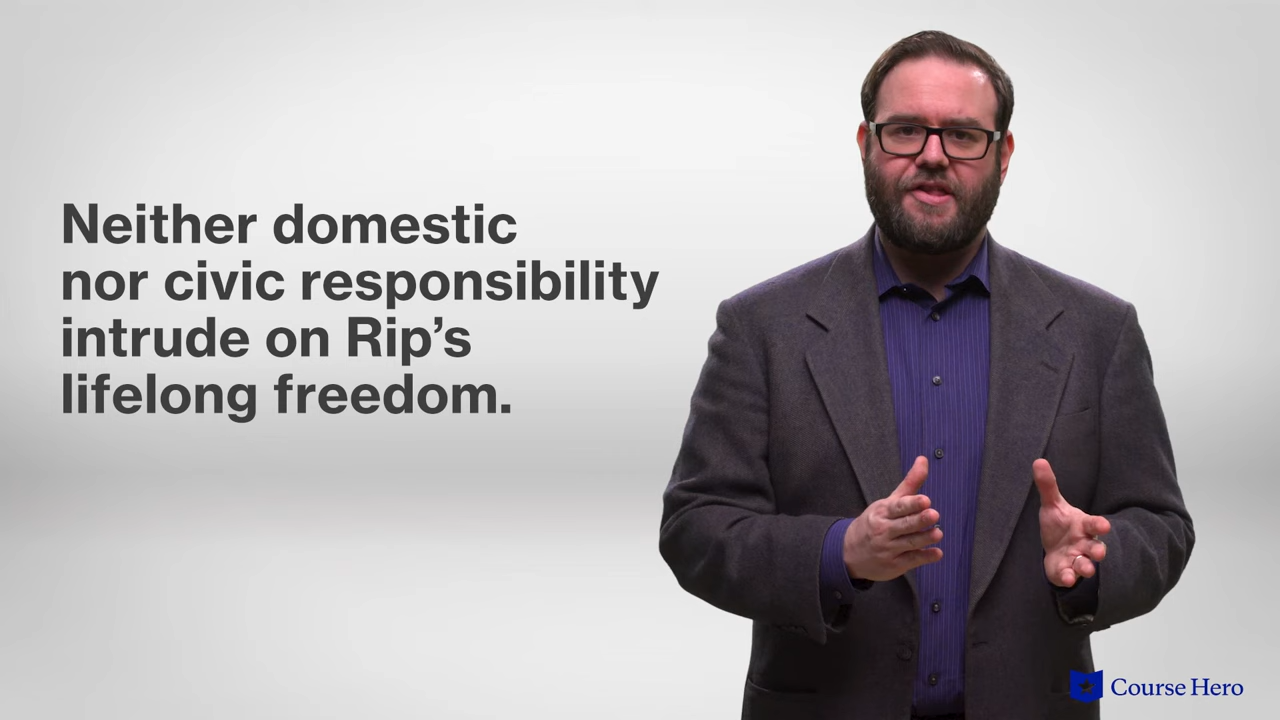 Neither domestic
nor civic responsibility
intrude on Rip’s
lifelong freedom.
Course Hero